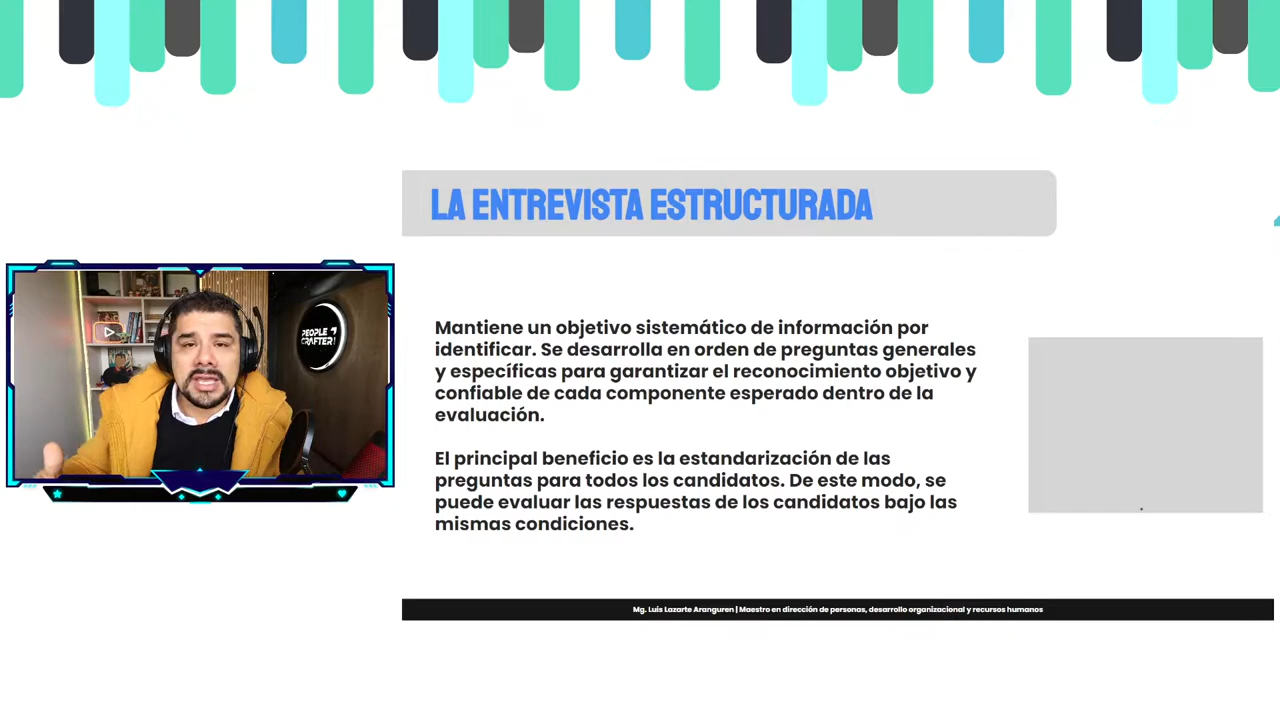 LA ENTREVISTA ESTRUCTURADA
PEOPLE
CRAFTER!
Mantiene un objetivo sistemático de información por
identificar. Se desarrolla en orden de preguntas generales
y específicas para garantizar el reconocimiento objetivo y
confiable de cada componente esperado dentro de la
evaluación.
El principal beneficio es la estandarización de las
preguntas para todos los candidatos. De este modo, se
puede evaluar las respuestas de los candidatos bajo las
mismas condiciones.
Mg. Luis Lazarte Aranguren | Maestro en dirección de personas, desarrollo organizacional y recursos humanos